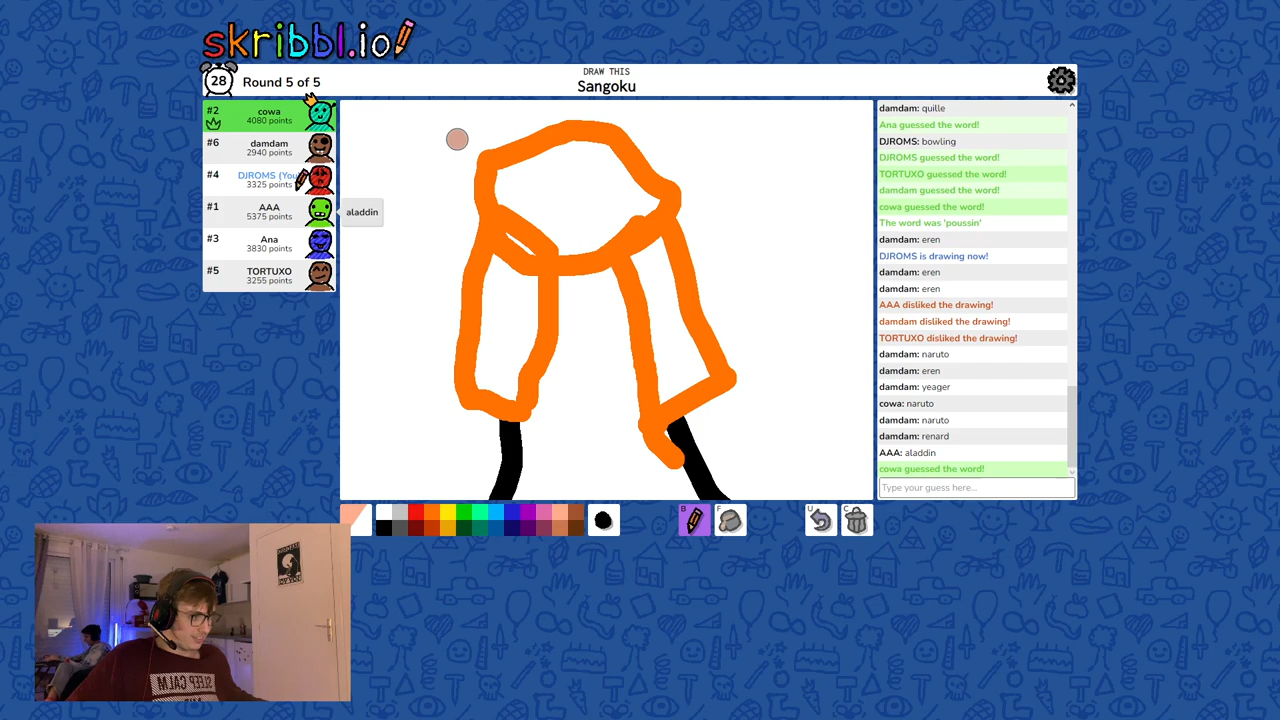 skribbl.io
28
Round 5 of 5
DRAW THIS
Sangoku
#2
cowa
4080 points
#6
damdam
2940 points
#4
DJROMS (You
3325 points
#1
AAA
5375 points
aladdin
#3
Ana
3830 points
#5
TORTUXO
3255 points
damdam: quille
Ana guessed the word!
DJROMS: bowling
DJROMS guessed the word!
TORTUXO guessed the word!
damdam guessed the word!
cowa guessed the word!
The word was 'poussin'
damdam: eren
DJROMS is drawing now!
damdam: eren
damdam: eren
AAA disliked the drawing!
damdam disliked the drawing!
TORTUXO disliked the drawing!
damdam: naruto
damdam: eren
damdam: yeager
cowa: naruto
damdam: naruto
damdam: renard
AAA: aladdin
cowa guessed the word!
Type your guess here...
B
F
U
C